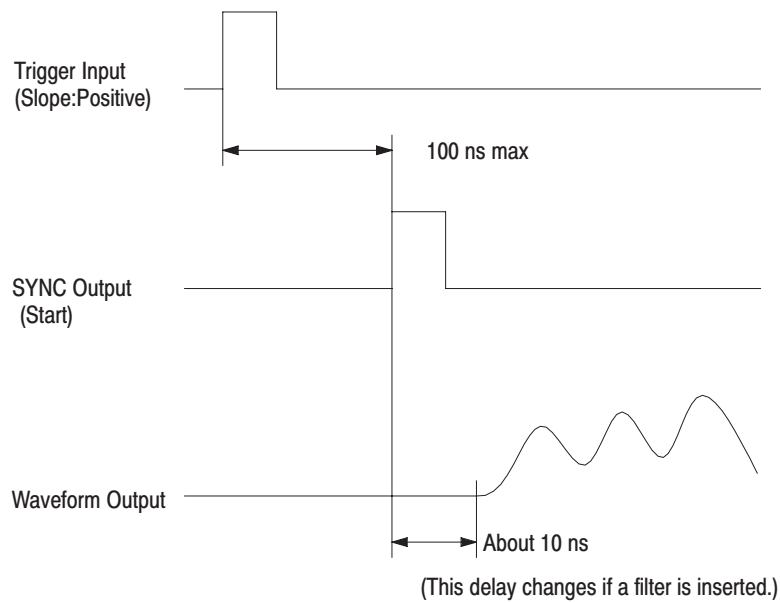 Trigger Input
(Slope:Positive)
100 ns max
SYNC Output
(Start)
Waveform Output
About 10 ns
(This delay changes if a filter is inserted.)